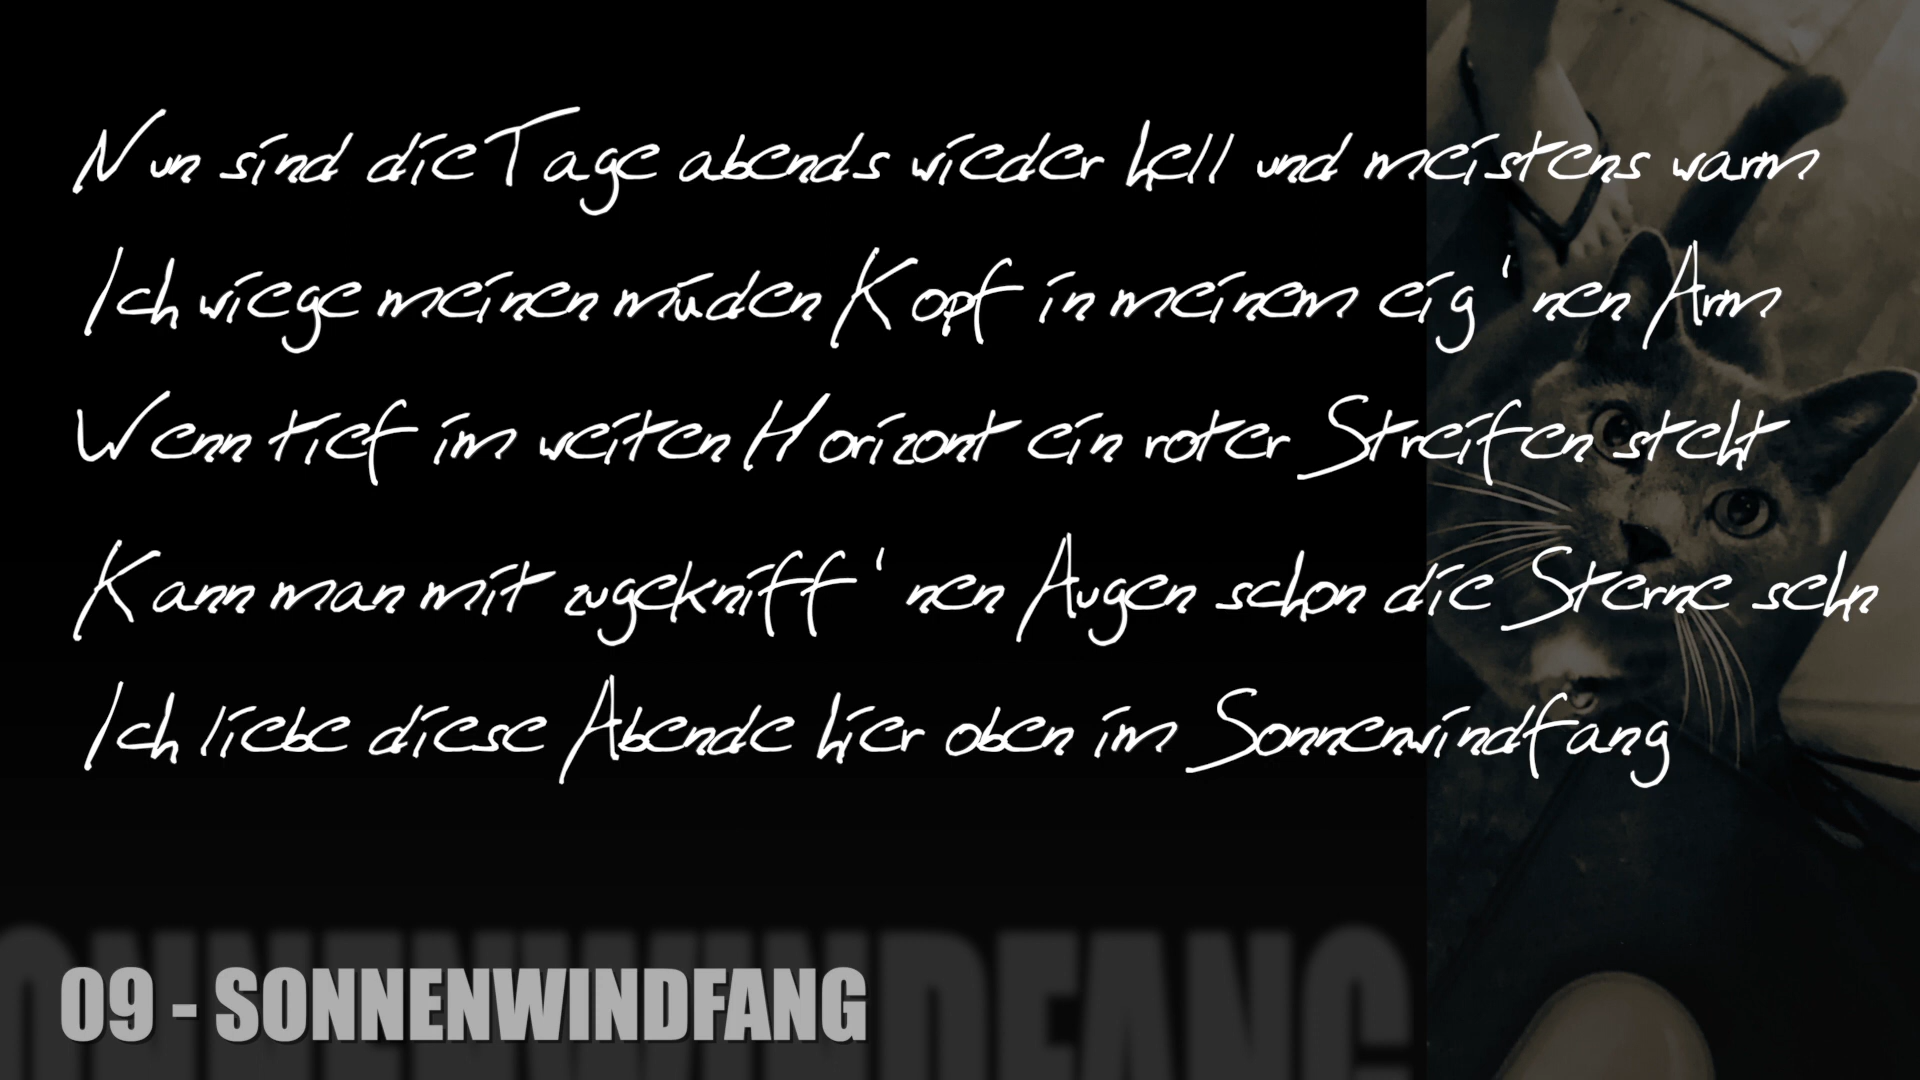 Nun sind die Tage abends wieder hell und meistens warm
Ich wiege meinen müden Kopf in meinem eig'nen Arm
Wenn tief im weiten Horizont ein roter Streifen steht
Kann man mit zugekniff'nen Augen schon die Sterne sehn
Ich liebe diese Abende hier oben im Sonnenwindfang
ONNENWINDFANG
09 - SONNENWINDFANG